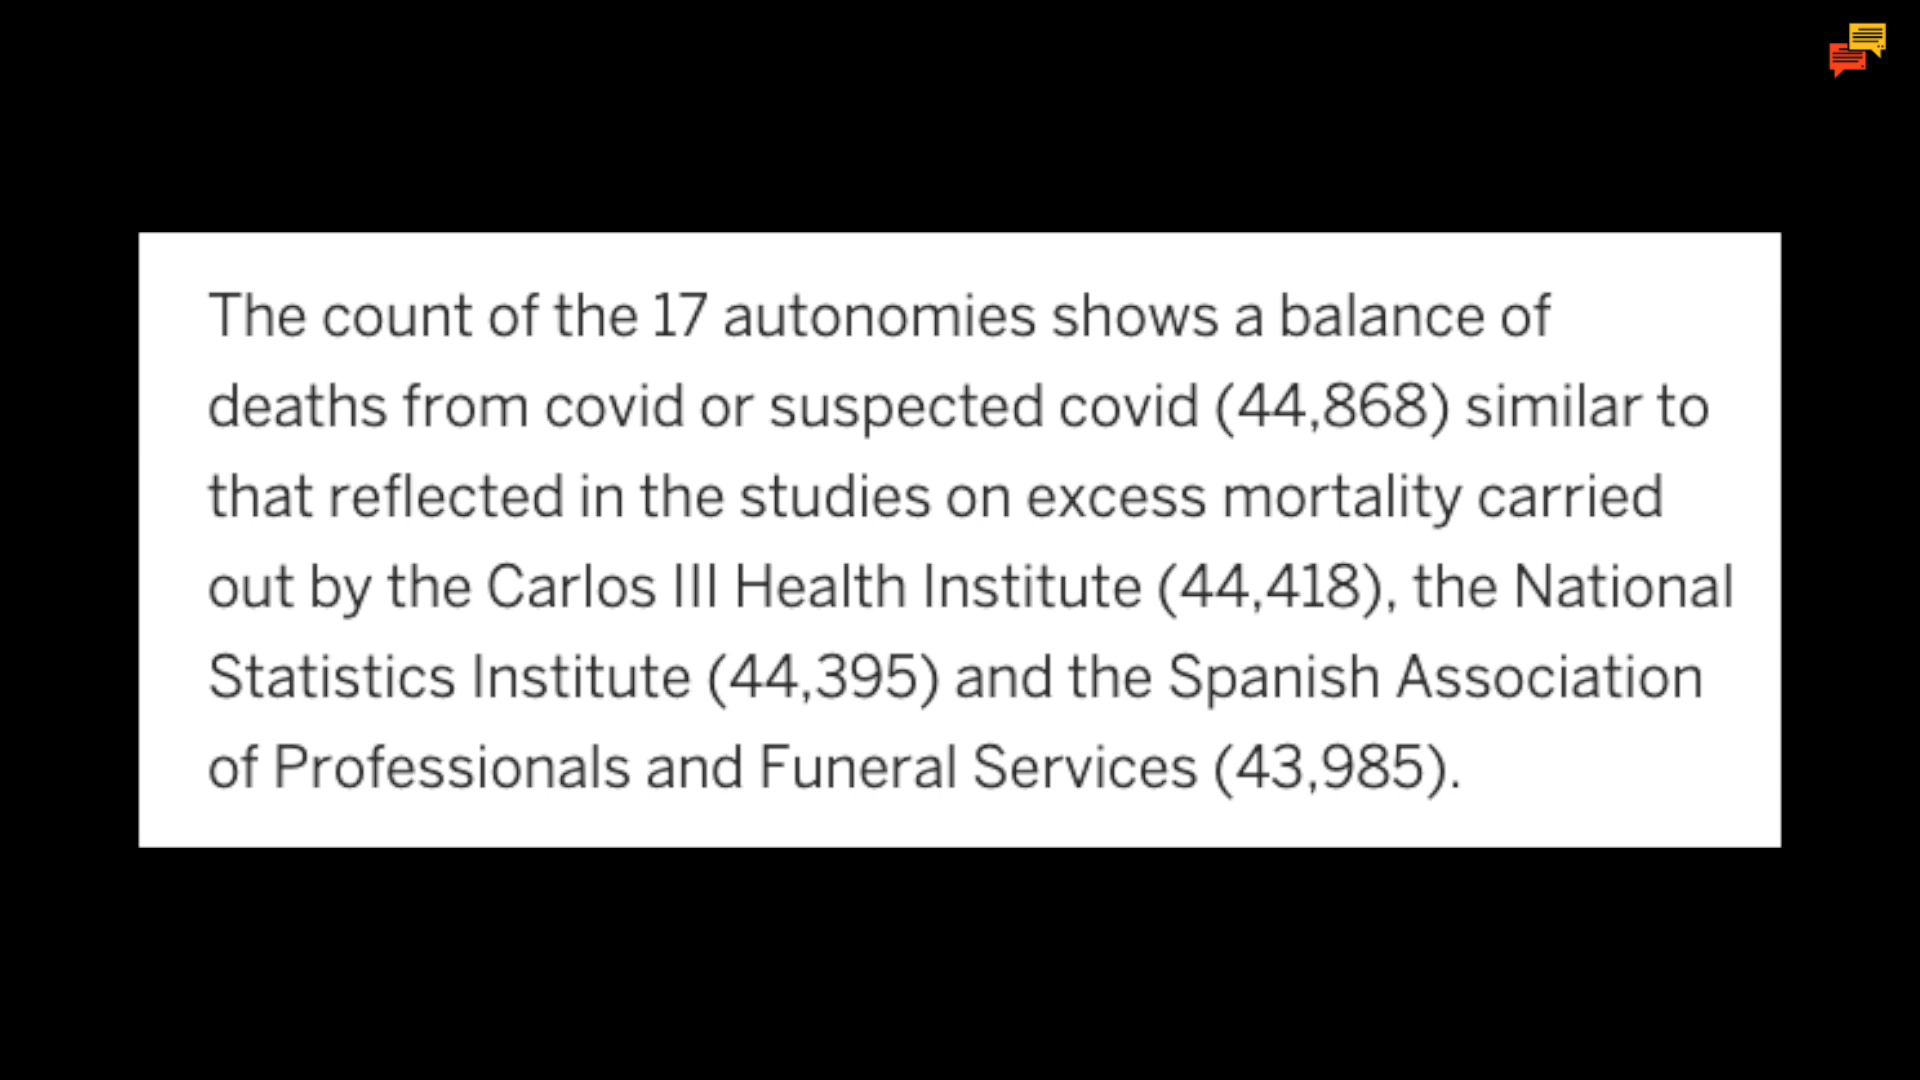 The count of the 17 autonomies shows a balance of
deaths from covid or suspected covid (44,868) similar to
that reflected in the studies on excess mortality carried
out by the Carlos III Health Institute (44,418), the National
Statistics Institute (44,395) and the Spanish Association
of Professionals and Funeral Services (43,985).